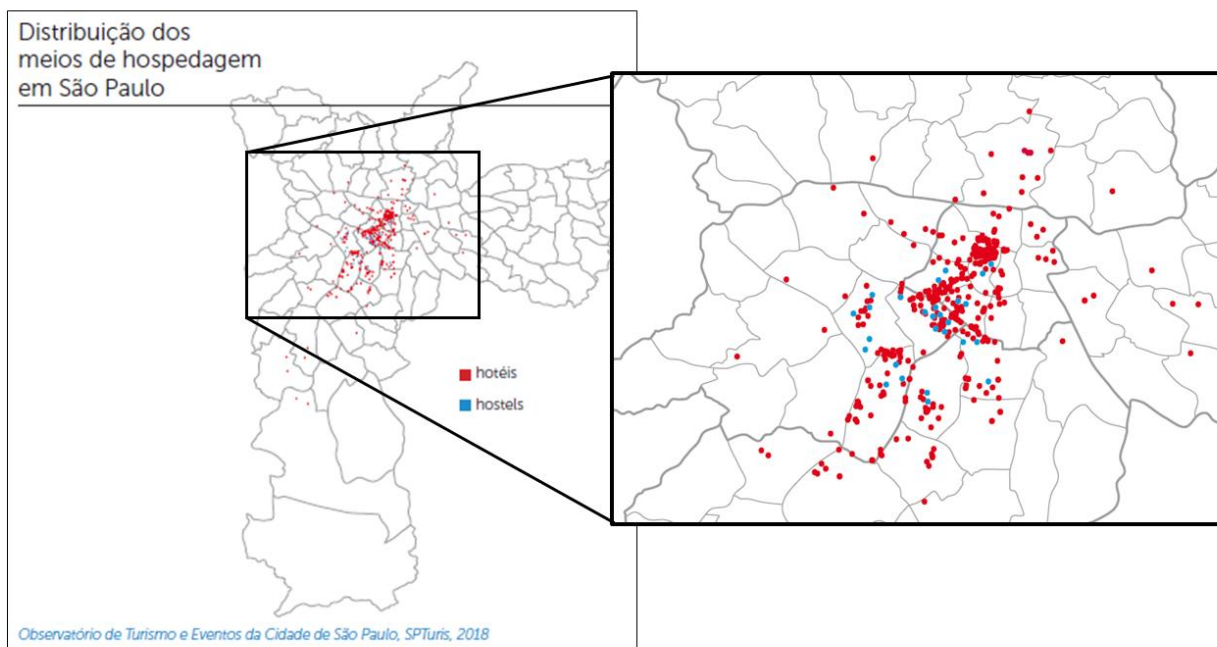 Distribuição dos
meios de hospedagem
em São Paulo
hotéis
hostels
Observatório de Turismo e Eventos da Cidade de São Paulo, SPTuris, 2018